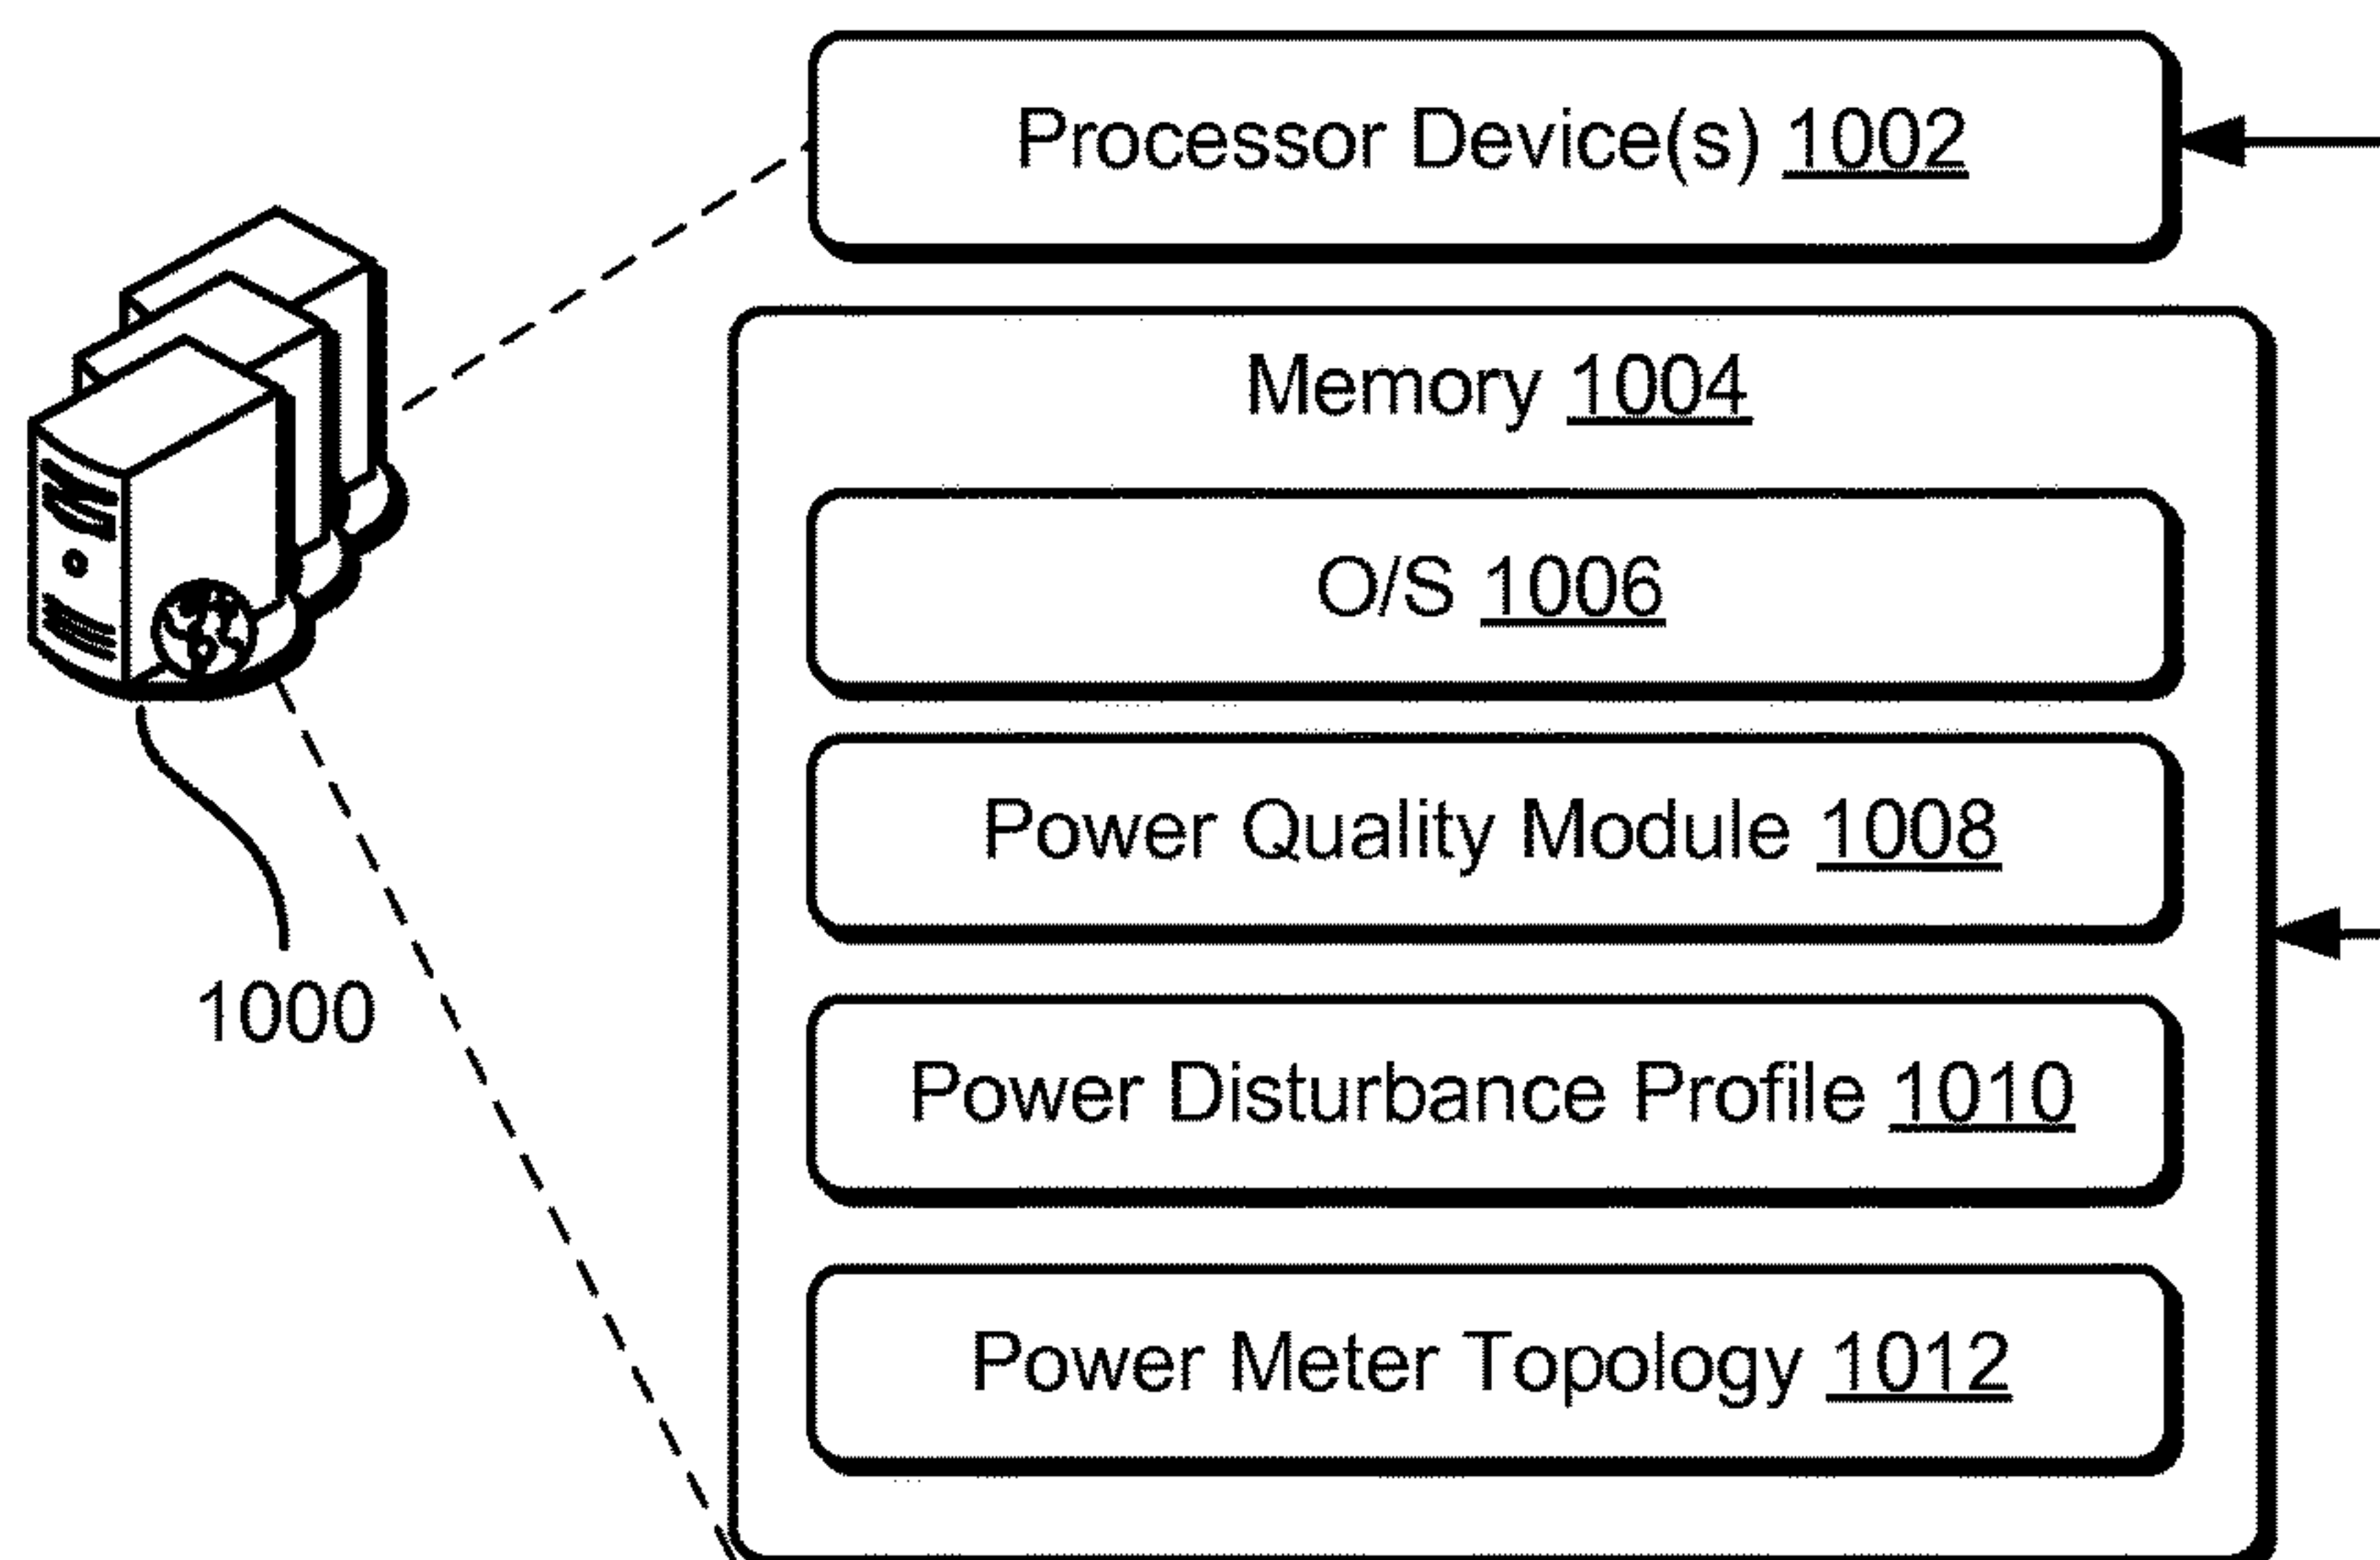 Processor Device(s) 1002
Memory 1004
O/S 1006
Power Quality Module 1008
1000
Power Disturbance Profile 1010
Power Meter Topology 1012